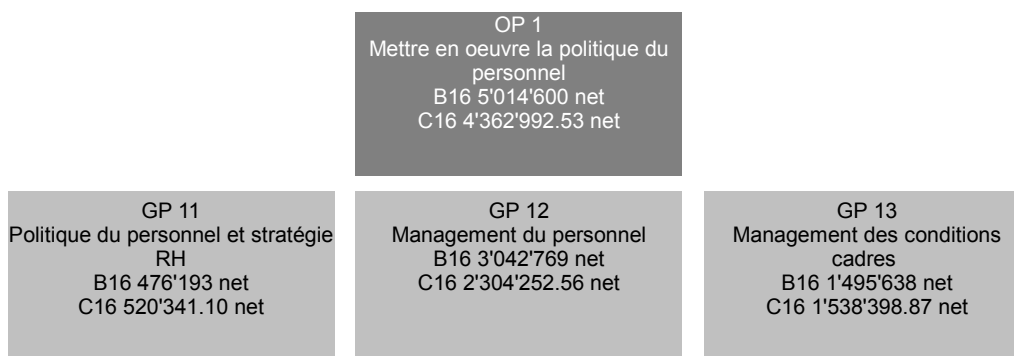 OP 1
Mettre en oeuvre la politique du
personnel
B16 5'014'600 net
C16 4'362'992.53 net
GP 11
Politique du personnel et stratégie
RH
B16 476'193 net
C16 520'341.10 net
GP 12
Management du personnel
B16 3'042'769 net
C16 2'304'252.56 net
GP 13
Management des conditions
cadres
B16 1'495'638 net
C16 1'538'398.87 net